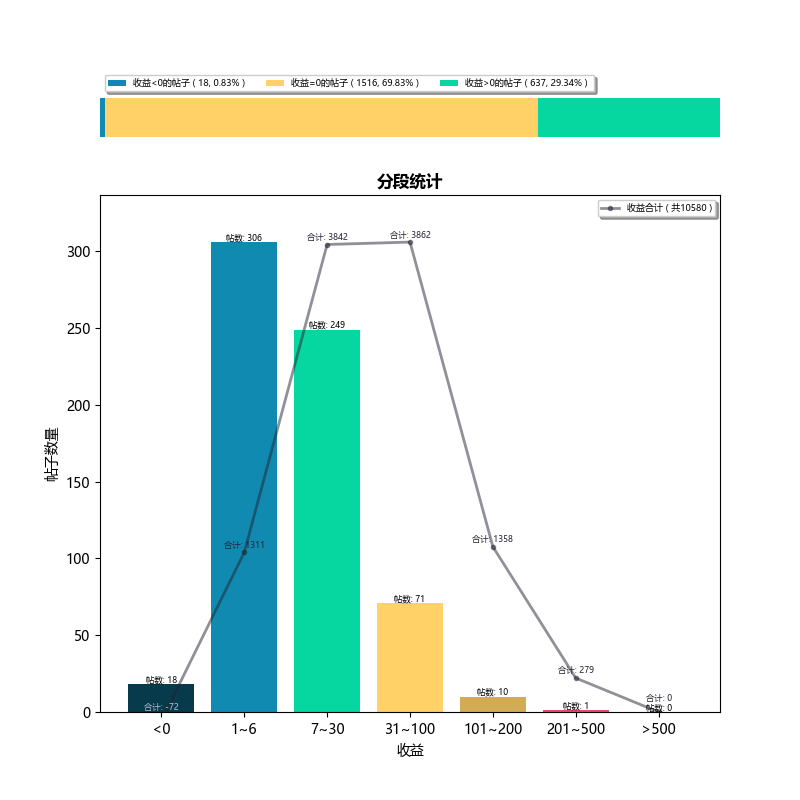 收益<0的帖子 ( 18, 0.83% ) 收益=0的帖子 ( 1516, 69.83% ) 收益>0的帖子 ( 637, 29.34% )
分段统计
收益合计 ( 共10580 )
帖子数量
300
250
200
150
100
50
0
帖数: 18
帖数: 306
帖数: 249
帖数: 71
帖数: 10
帖数: 1
帖数: 0
合计: -72
合计: 1311
合计: 3842
合计: 3862
合计: 1358
合计: 279
合计: 0
<0 1~6 7~30 31~100 101~200 201~500 >500
收益